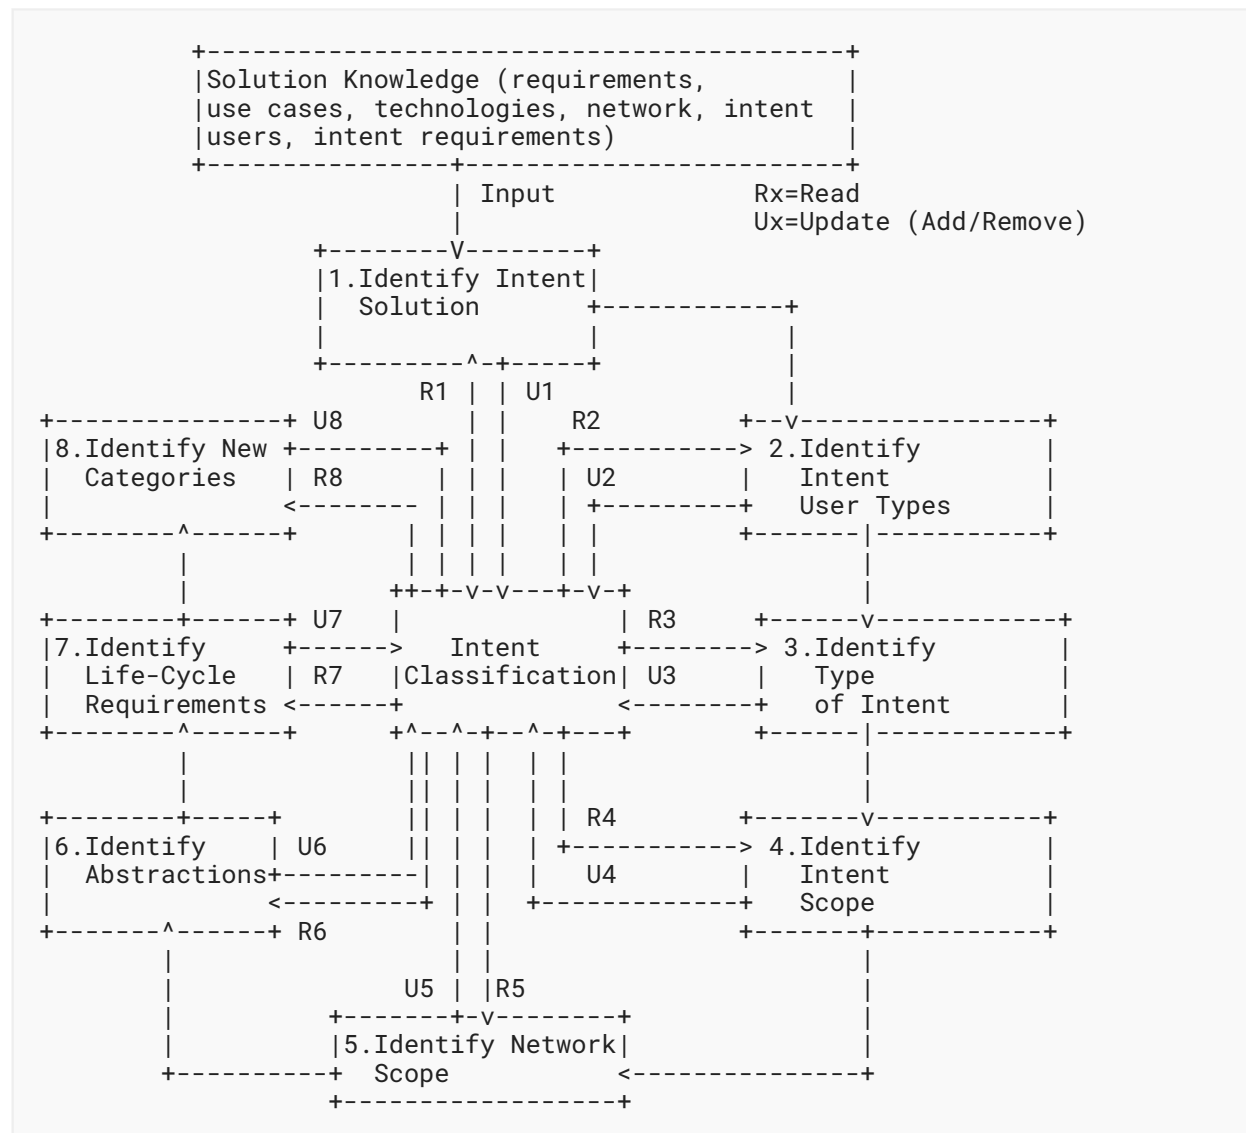 +------------------------------------------+
|Solution Knowledge (requirements,         |
|use cases, technologies, network, intent  |
|users, intent requirements)               |
+-----------------+-------------------------+
| Input             Rx=Read
|                   Ux=Update (Add/Remove)
+---------V--------+
|1.Identify Intent|
|  Solution       +------------+
|                 |            |
+----------^-+-----+            |
R1 | | U1            |
+----------------+ U8        | |    R2         +--v-----------------+
|8.Identify New +----------+ | |   +-----------> 2.Identify         |
|  Categories   | R8      | | |   | U2        |   Intent           |
|               <-------- | | |   | +---------+   User Types       |
+---------^------+       | | | |   | |         +-------|------------+
|               | | | |   | |                 |
|              ++-+-v-v---+-v-+               |
+---------+------+ U7   |              | R3     +------v-------------+
|7.Identify     +------>   Intent     +--------> 3.Identify         |
|  Life-Cycle   | R7   |Classification| U3     |   Type             |
|  Requirements <------+              <--------+   of Intent        |
+---------^------+      +^--^-+--^-+---+        +------|-------------+
|               || | |  | |                   |
|               || | |  | |                   |
+---------+-----+        || | |  | | R4        +-------v------------+
|6.Identify    | U6     || | |  | +-----------> 4.Identify         |
|  Abstractions+---------| | |  |   U4        |   Intent           |
|              <---------+ | |  +-------------+   Scope            |
+--------^------+ R6       | |                +-------+------------+
|                  | |                        |
|              U5 | |R5                       |
|          +-------+-v--------+               |
|          |5.Identify Network|               |
+----------+  Scope           <---------------+
+------------------+